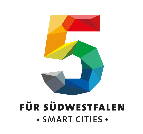 5
FÜR SÜDWESTFALEN
• SMART CITIES •